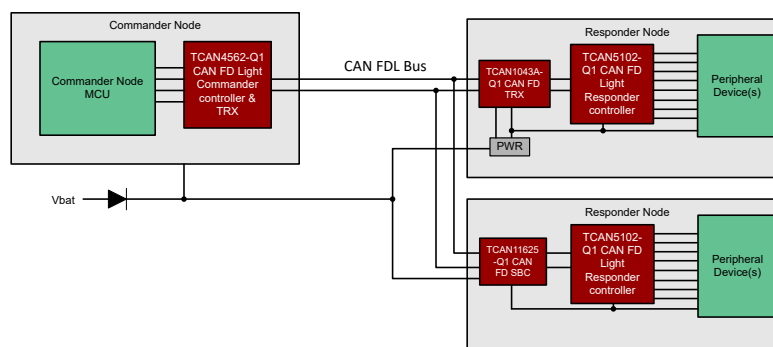 Commander Node
Commander Node
MCU
TCAN4562-Q1
CAN FD Light
Commander
controller &
TRX
CAN FDL Bus
Vbat
Responder Node
TCAN1043A-
Q1 CAN FD
TRX
PWR
TCAN5102-
Q1 CAN FD
Light
Responder
controller
Peripheral
Device(s)
Responder Node
TCAN11625
-Q1 CAN
FD SBC
TCAN5102-
Q1 CAN FD
Light
Responder
controller
Peripheral
Device(s)